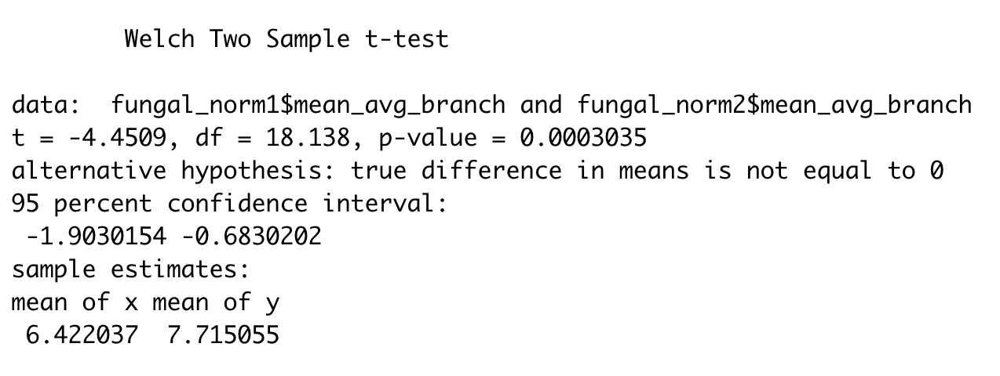 Welch Two Sample t-test
data:  fungal_norm1$mean_avg_branch and fungal_norm2$mean_avg_branch
t = -4.4509, df = 18.138, p-value = 0.0003035
alternative hypothesis: true difference in means is not equal to 0
95 percent confidence interval:
 -1.9030154 -0.6830202
sample estimates:
mean of x mean of y
 6.422037  7.715055